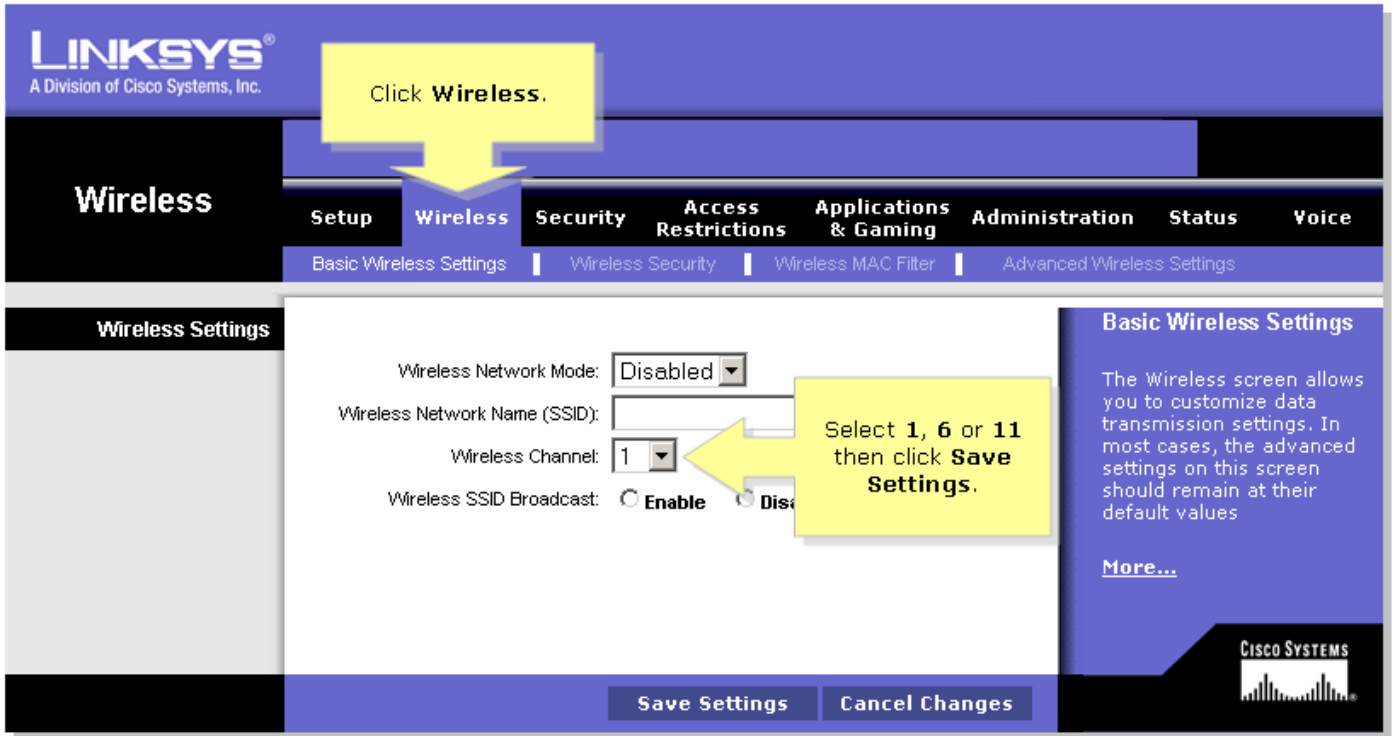 LINKSYS®
A Division of Cisco Systems, Inc.
Click Wireless.
Wireless
Setup Wireless Security Access Restrictions Applications & Gaming Administration Status Voice
Basic Wireless Settings Wireless Security Wireless MAC Filter Advanced Wireless Settings
Wireless Settings
Wireless Network Mode: Disabled
Wireless Network Name (SSID):
Wireless Channel: 1
Wireless SSID Broadcast: Enable
Select 1, 6 or 11
then click Save
Settings.
Basic Wireless Settings
The Wireless screen allows
you to customize data
transmission settings. In
most cases, the advanced
settings on this screen
should remain at their
default values
More...
CISCO SYSTEMS
Save Settings Cancel Changes